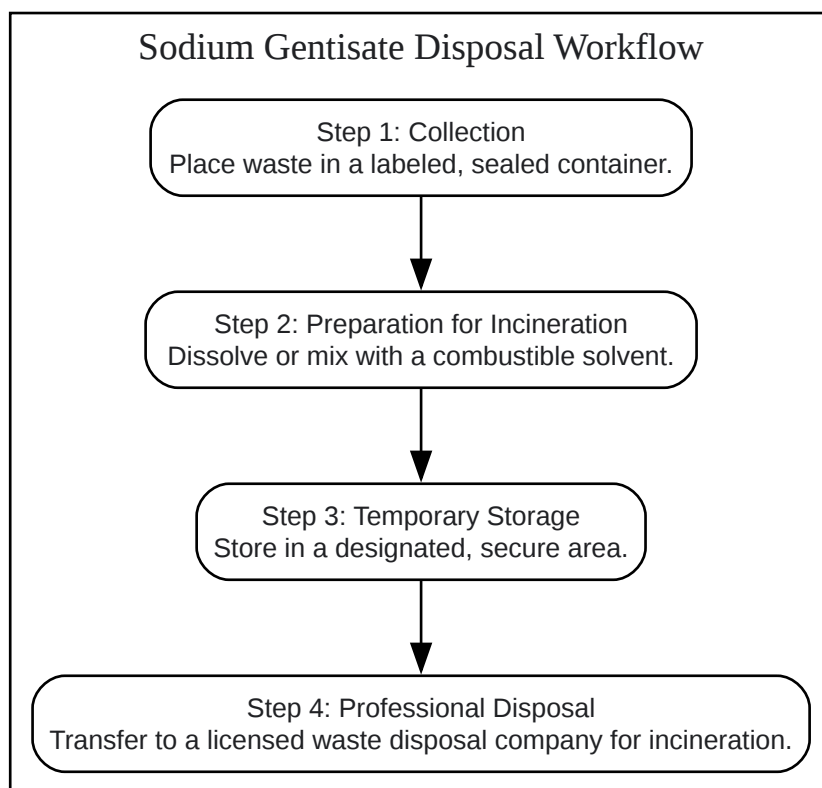 Sodium Gentisate Disposal Workflow
Step 1: Collection
Place waste in a labeled, sealed container.
Step 2: Preparation for Incineration
Dissolve or mix with a combustible solvent.
Step 3: Temporary Storage
Store in a designated, secure area.
Step 4: Professional Disposal
Transfer to a licensed waste disposal company for incineration.